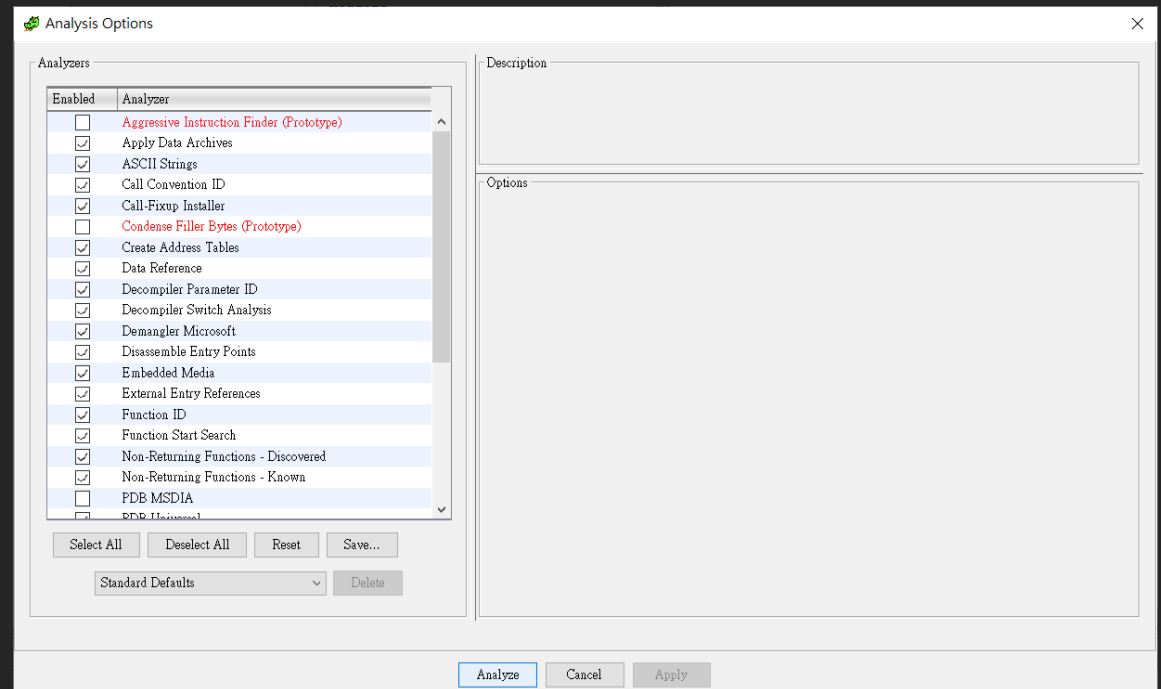 Analysis Options
Analyzers
Enabled Analyzer
Aggressive Instruction Finder (Prototype)
Apply Data Archives
ASCII Strings
Call Convention ID
Call-Fixup Installer
Condense Filler Bytes (Prototype)
Create Address Tables
Data Reference
Decompiler Parameter ID
Decompiler Switch Analysis
Demangler Microsoft
Disassemble Entry Points
Embedded Media
External Entry References
Function ID
Function Start Search
Non-Returning Functions - Discovered
Non-Returning Functions - Known
PDB MSDIA
PDB Universal
Select All Deselect All Reset Save...
Standard Defaults Delete
Description
Options
Analyze Cancel Apply